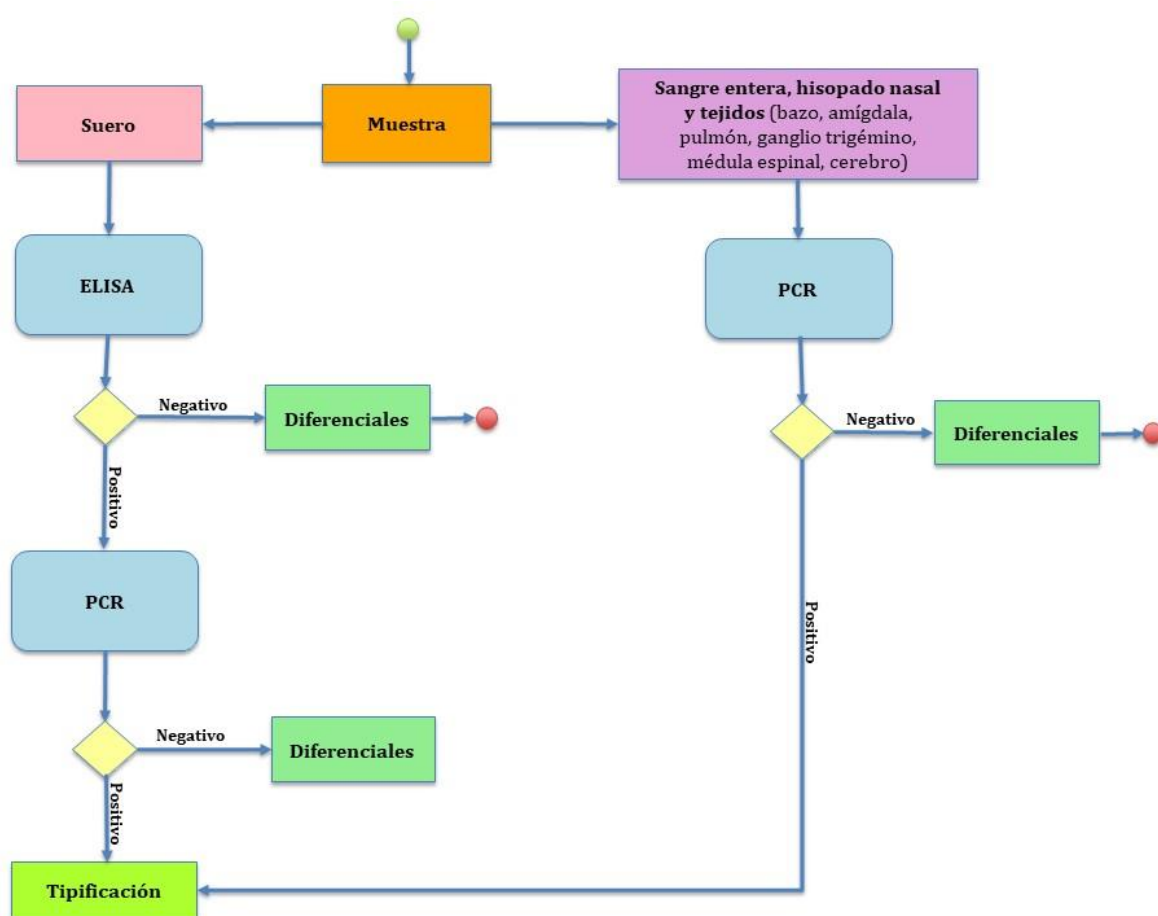 Suero
Muestra
Sangre entera, hisopado nasal
y tejidos (bazo, amígdala,
pulmón, ganglio trigémino,
médula espinal, cerebro)
ELISA
PCR
Negativo
Diferenciales
Negativo
Diferenciales
Positivo
PCR
Positivo
Negativo
Diferenciales
Positivo
Tipificación